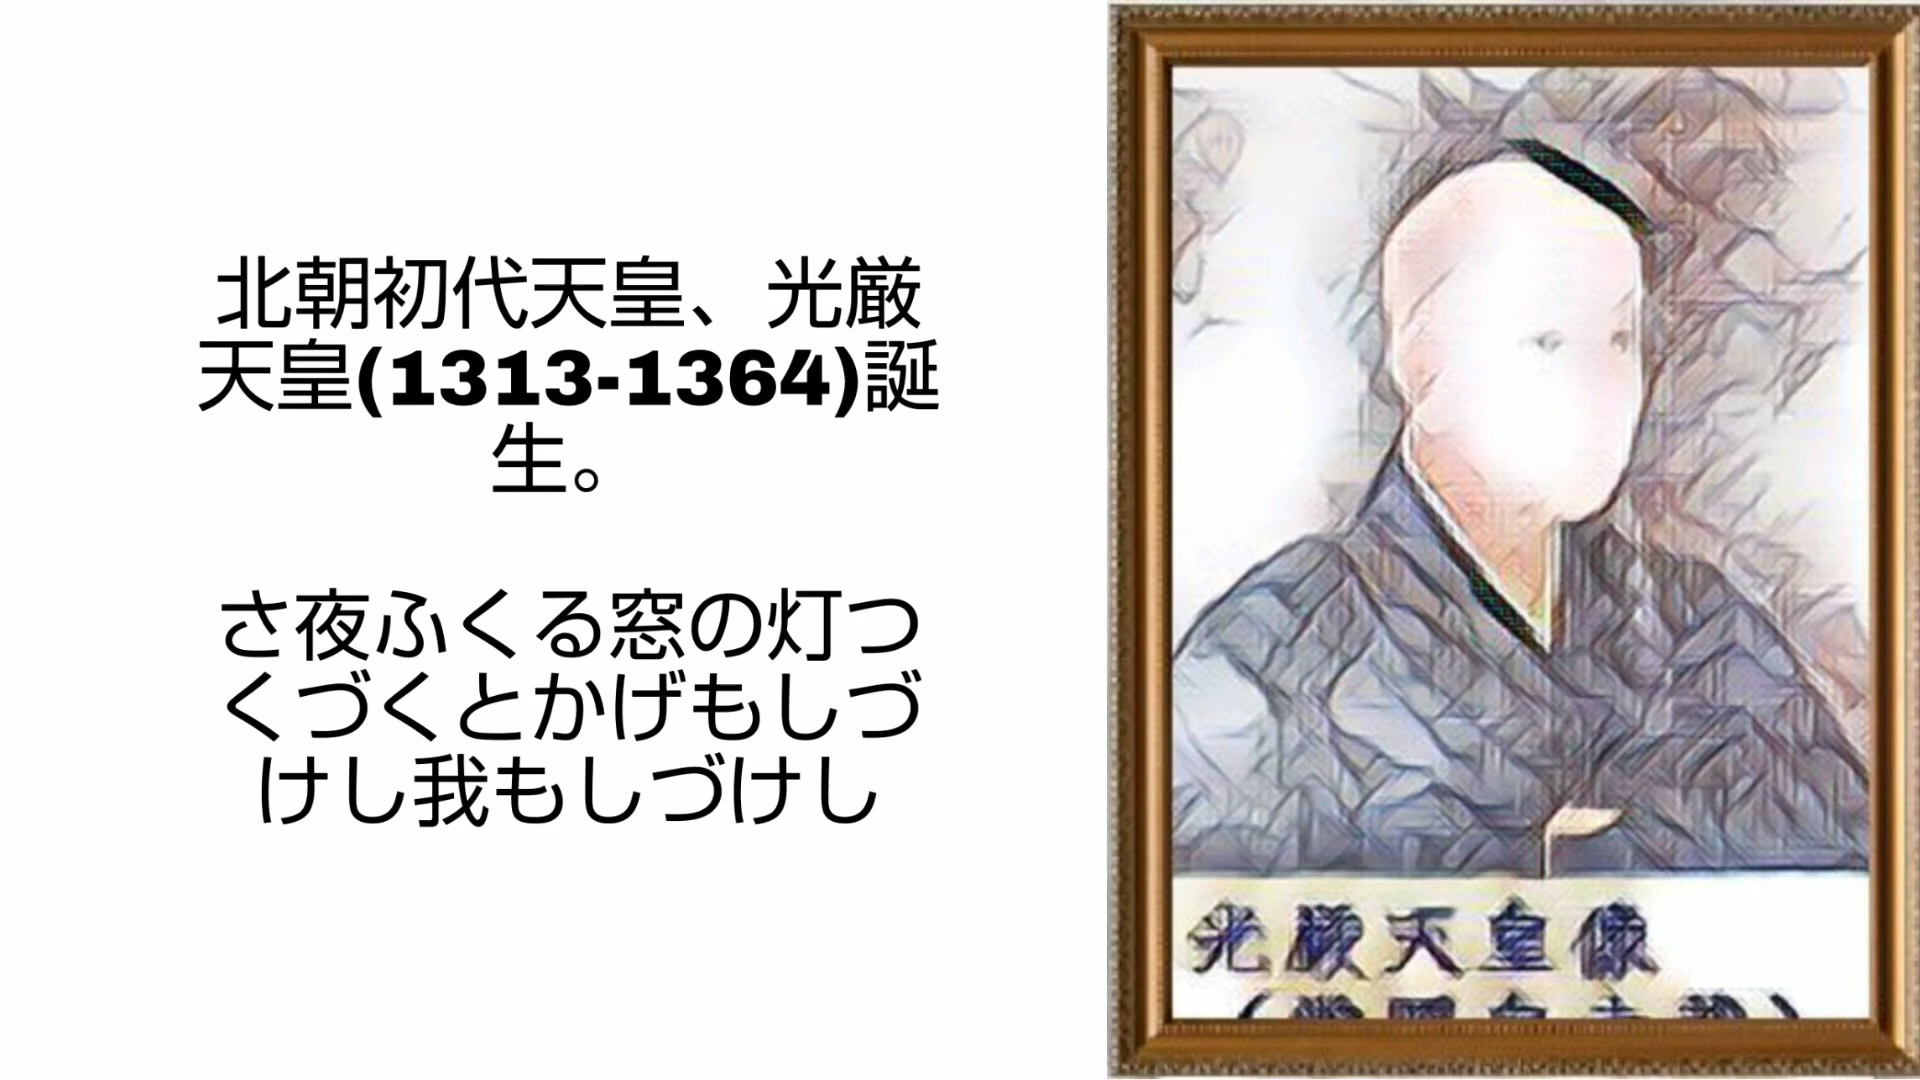 北朝初代天皇、光厳
天皇(1313-1364)誕
生。
さ夜ふくる窓の灯つ
くづくとかげもしづ
けし我もしづけし
光厳天皇像